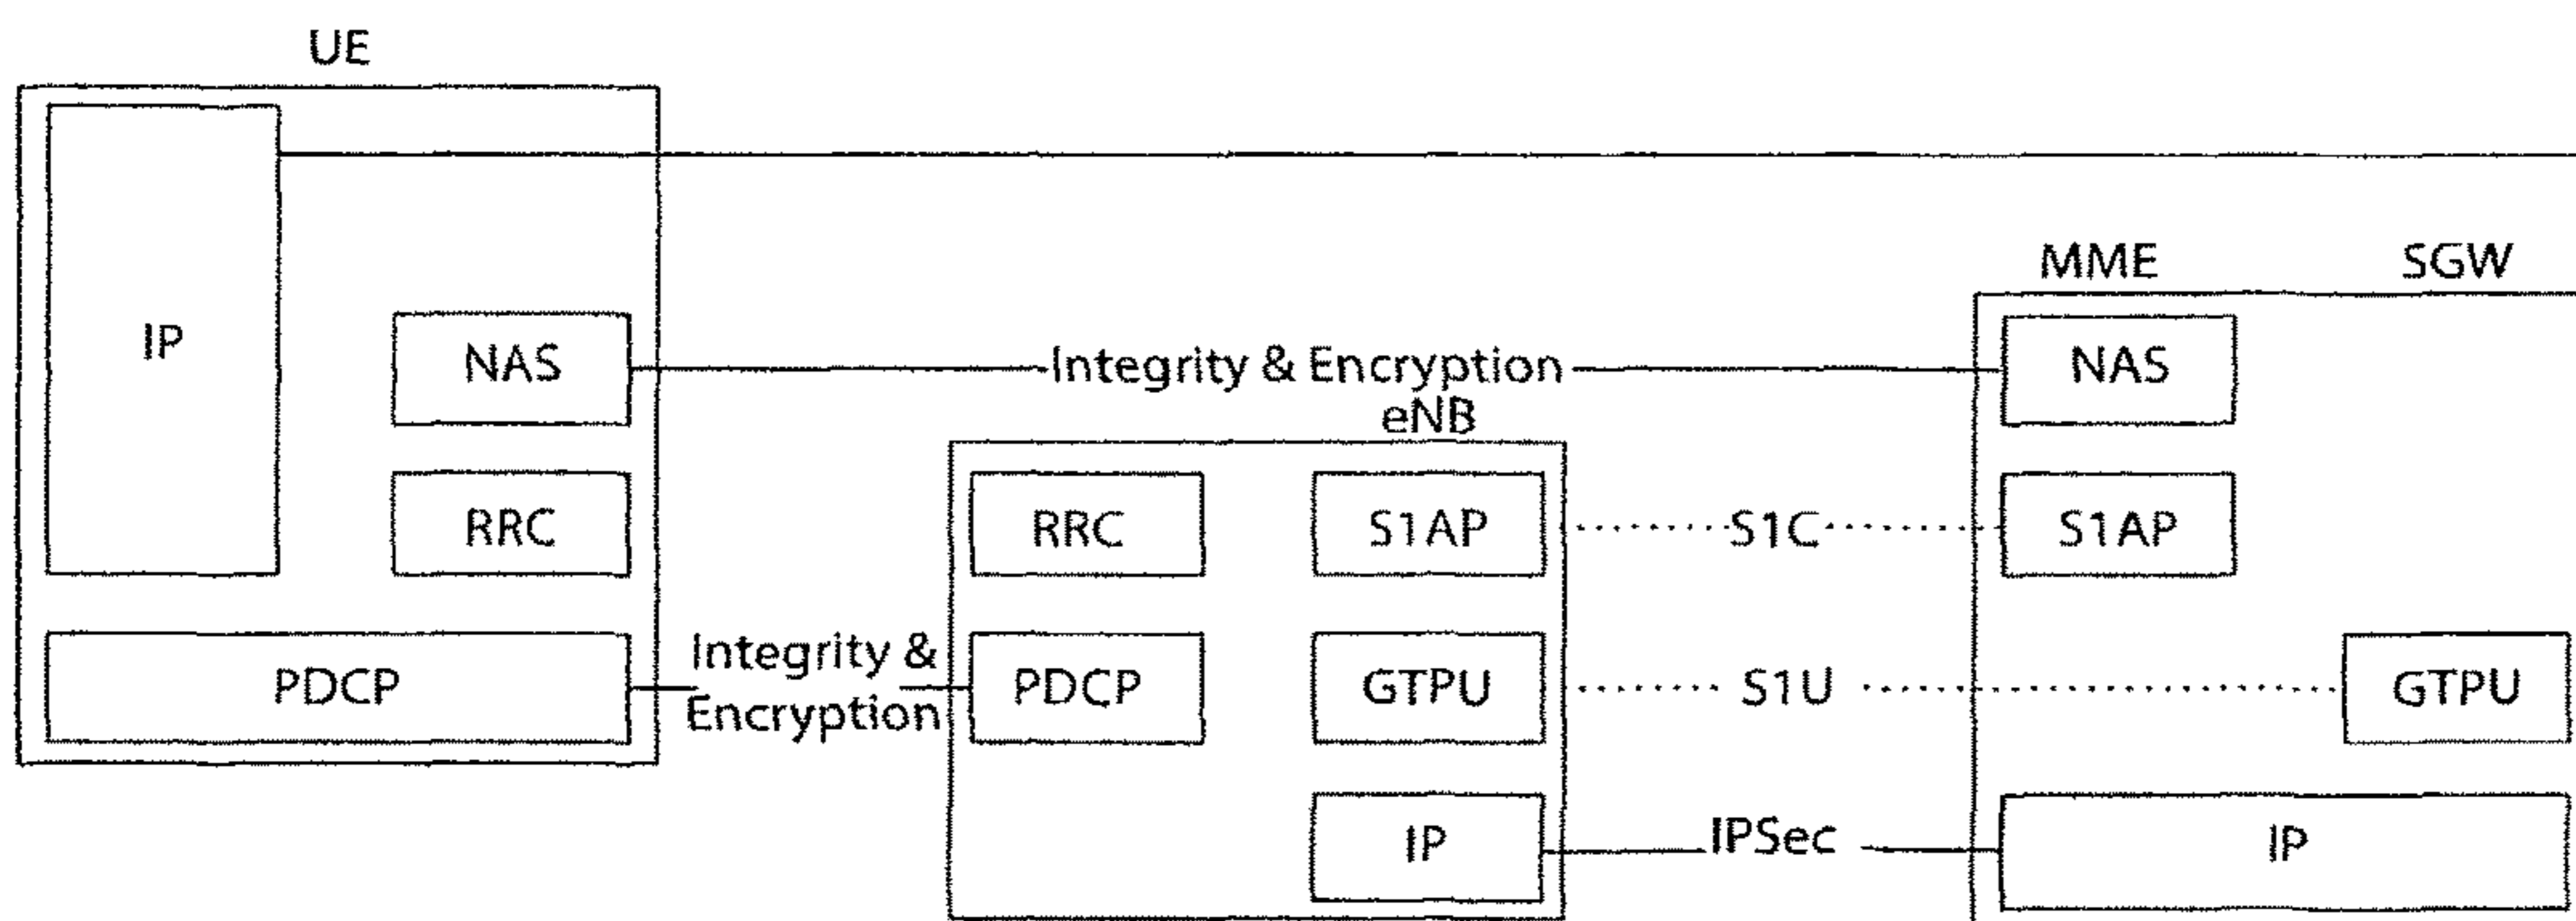 UE
MME SGW
IP
NAS
Integrity & Encryption
NAS
eNB
RRC
RRC
S1AP
S1C
S1AP
PDCP
Integrity &
Encryption
PDCP
GTPU
S1U
GTPU
IP
IPSec
IP